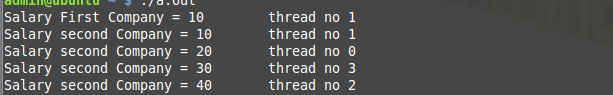 admin@ubuntu ~ $ ./a.out
Salary First Company = 10 thread no 1
Salary second Company = 10 thread no 1
Salary second Company = 20 thread no 0
Salary second Company = 30 thread no 3
Salary second Company = 40 thread no 2